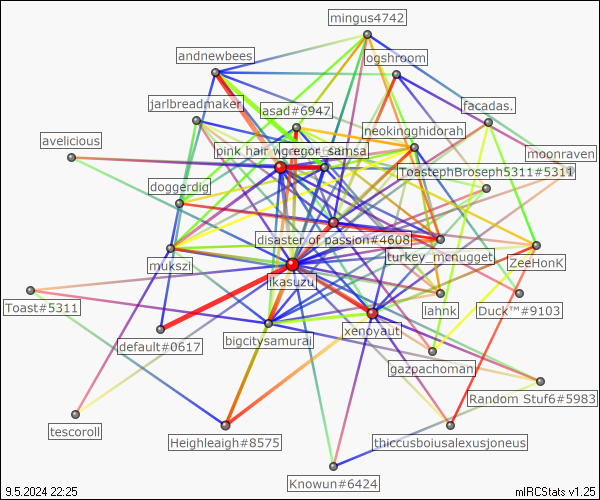 mingus4742
andnewbees
ogshroom
jarlbreadmaker
asad#6947
facadas.
neokingghidorah
avelicious
pink hair
gregor_samsa
moonraven
ToastephBroseph5311#5311
doggerdig
disaster of passion#4608
turkey_mcnugget
ZeeHonK
mukszi
ikasuzu
Toast#5311
lahnk
Duck™#9103
default#0617
bigcitysamurai
xenoyaut
gazpachoman
Random Stuf6#5983
tescoroll
Heighleagh#8575
thiccusboiusalexusjoneus
Knowun#6424
9.5.2024 22:25
mIRCStats v1.25